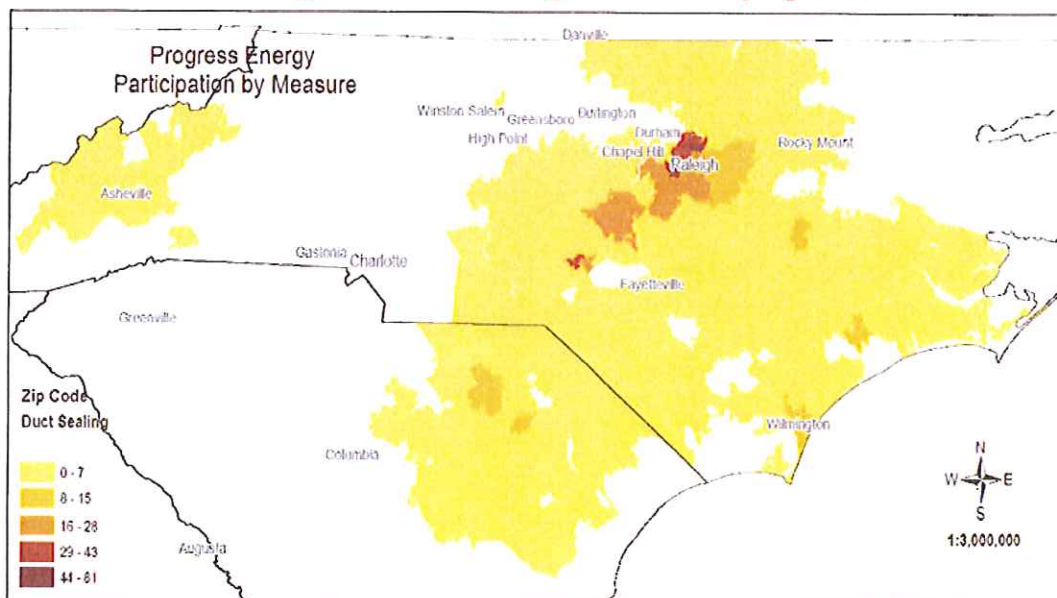 Danville
Progress Energy
Participation by Measure
Winston Salem
Greensboro
Burlington
High Point
Durham
Chapel Hill
Raleigh
Rocky Mount
Asheville
Gastonia
Charlotte
Fayetteville
Greenville
Zip Code
Duct Sealing
Wilmington
Columbia
0 - 7
8 - 15
16 - 28
29 - 43
44 - 61
Augusta
N
W E
S
1:3,000,000